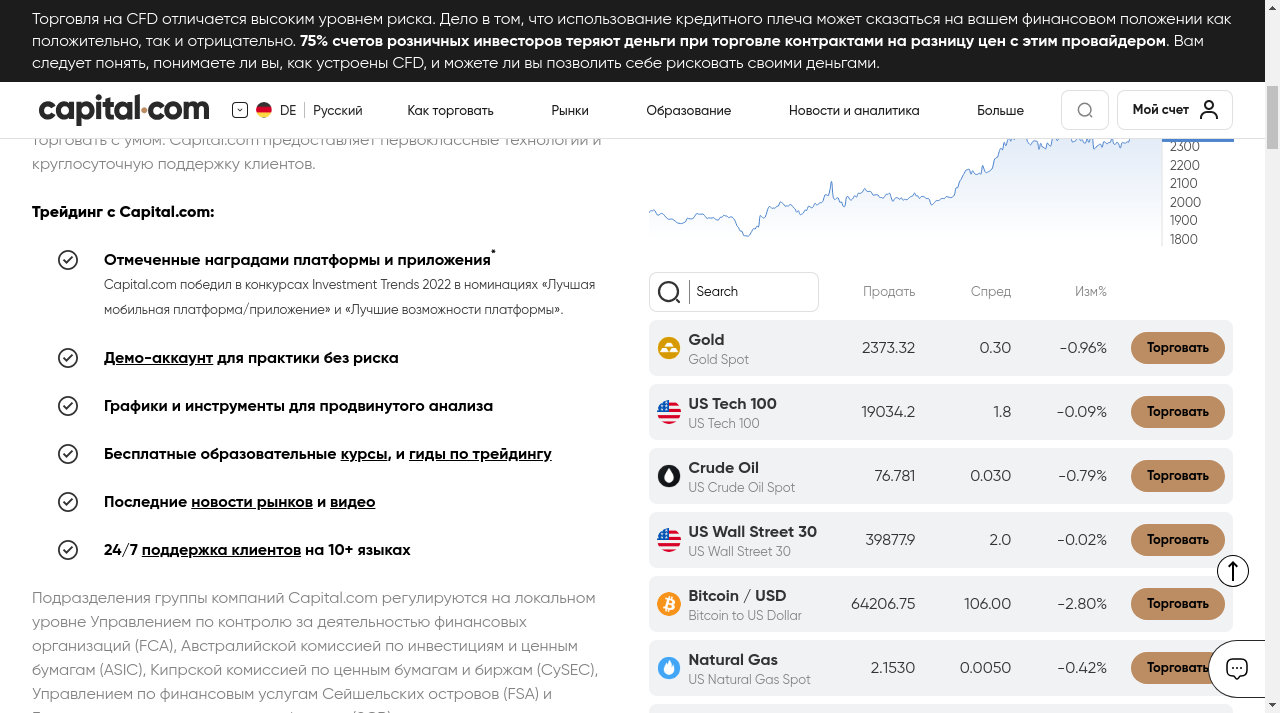 Торговля на CFD отличается высоким уровнем риска. Дело в том, что использование кредитного плеча может сказаться на вашем финансовом положении как
положительно, так и отрицательно. 75% счетов розничных инвесторов теряют деньги при торговле контрактами на разницу цен с этим провайдером. Вам
следует понять, понимаете ли вы, как устроены CFD, и можете ли вы позволить себе рисковать своими деньгами.
capital.com DE Русский Как торговать Рынки Образование Новости и аналитика Больше Мой счет
торговать с умом. Capital.com предоставляет первоклассные технологии и
круглосуточную поддержку клиентов.
Трейдинг с Capital.com:
Отмеченные наградами платформы и приложения*
Capital.com победил в конкурсах Investment Trends 2022 в номинациях «Лучшая
мобильная платформа/приложение» и «Лучшие возможности платформы».
Демо-аккаунт для практики без риска
Графики и инструменты для продвинутого анализа
Бесплатные образовательные курсы, и гиды по трейдингу
Последние новости рынков и видео
24/7 поддержка клиентов на 10+ языках
Подразделения группы компаний Capital.com регулируются на локальном
уровне Управлением по контролю за деятельностью финансовых
организаций (FCA), Австралийской комиссией по инвестициям и ценным
бумагам (ASIC), Кипрской комиссией по ценным бумагам и биржам (CySEC),
Управлением по финансовым услугам Сейшельских островов (FSA) и
2300
2200
2100
2000
1900
1800
Search Продать Спред Изм%
Gold 2373.32 0.30 -0.96% Торговать
Gold Spot
US Tech 100 19034.2 1.8 -0.09% Торговать
US Tech 100
Crude Oil 76.781 0.030 -0.79% Торговать
US Crude Oil Spot
US Wall Street 30 39877.9 2.0 -0.02% Торговать
US Wall Street 30
Bitcoin / USD 64206.75 106.00 -2.80% Торговать
Bitcoin to US Dollar
Natural Gas 2.1530 0.0050 -0.42% Торговать
US Natural Gas Spot